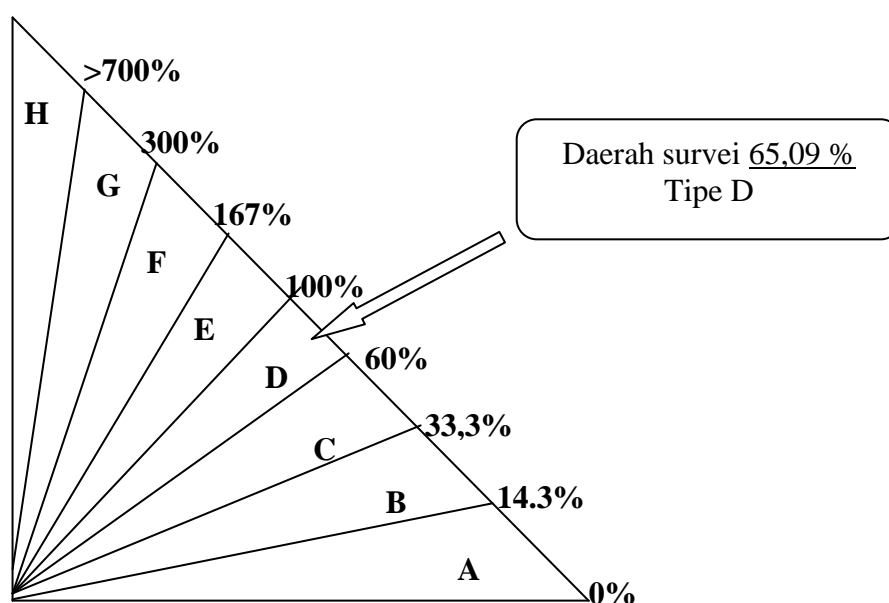 >700%
H
300%
G
167%
F
100%
E
D
60%
C
33,3%
B
14.3%
A
0%
Daerah survei 65,09 %
Tipe D